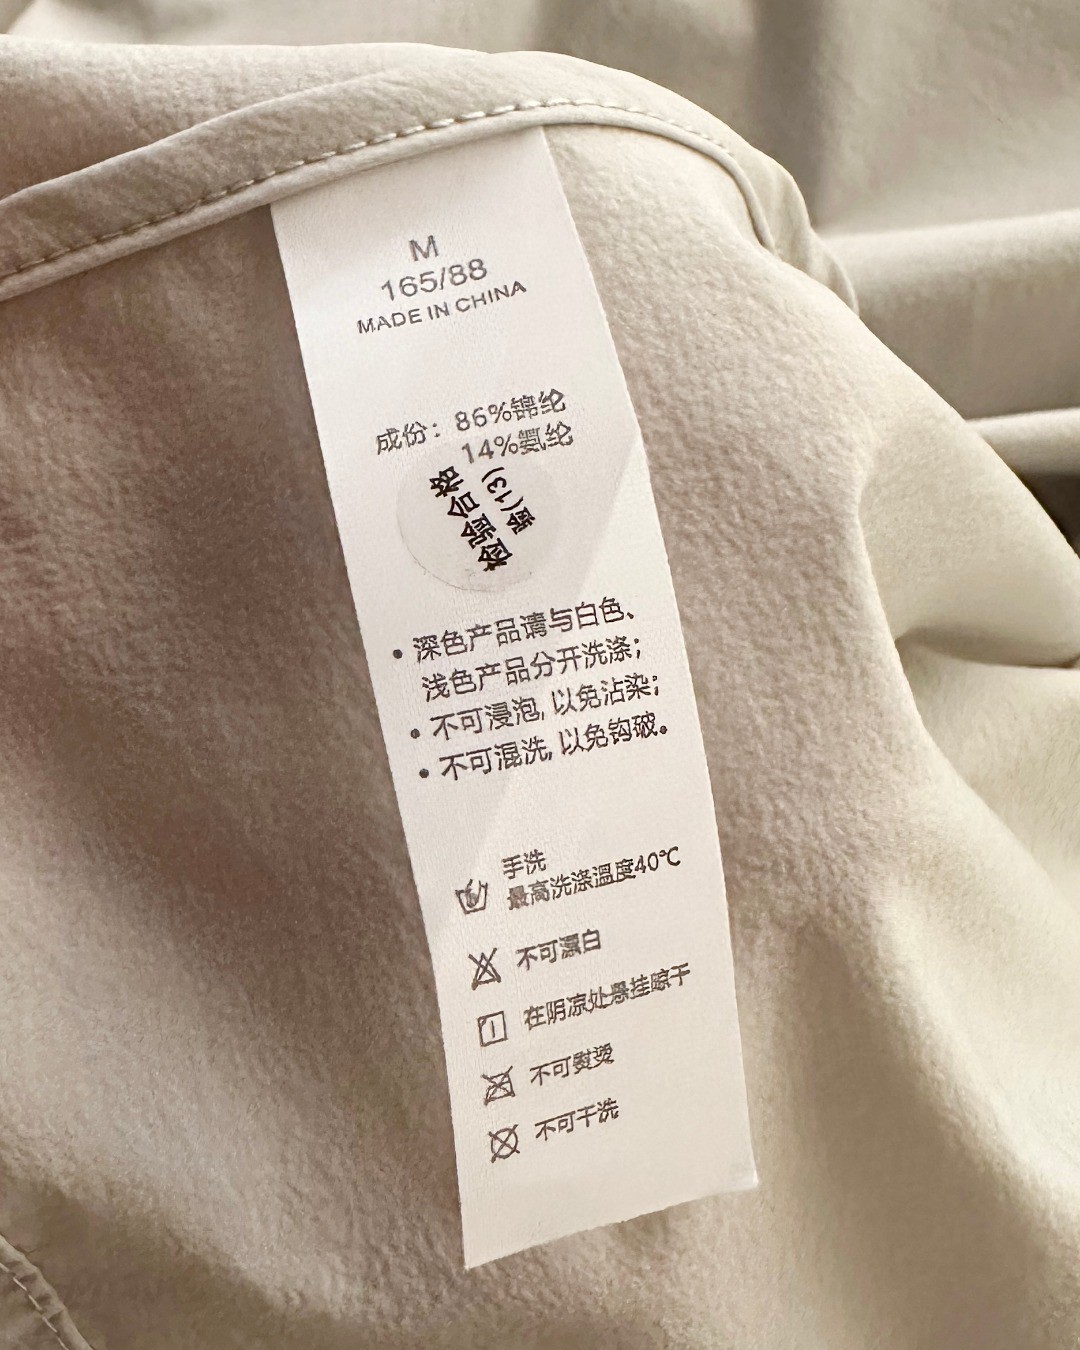 M
165/88
MADE IN CHINA
成份：86%锦纶
14%氨纶
检验合格
验(13)
• 深色产品请与白色、
浅色产品分开洗涤；
• 不可浸泡, 以免沾染；
• 不可混洗, 以免钩破。
手洗
最高洗涤温度40℃
不可漂白
在阴凉处悬挂晾干
不可熨烫
不可干洗